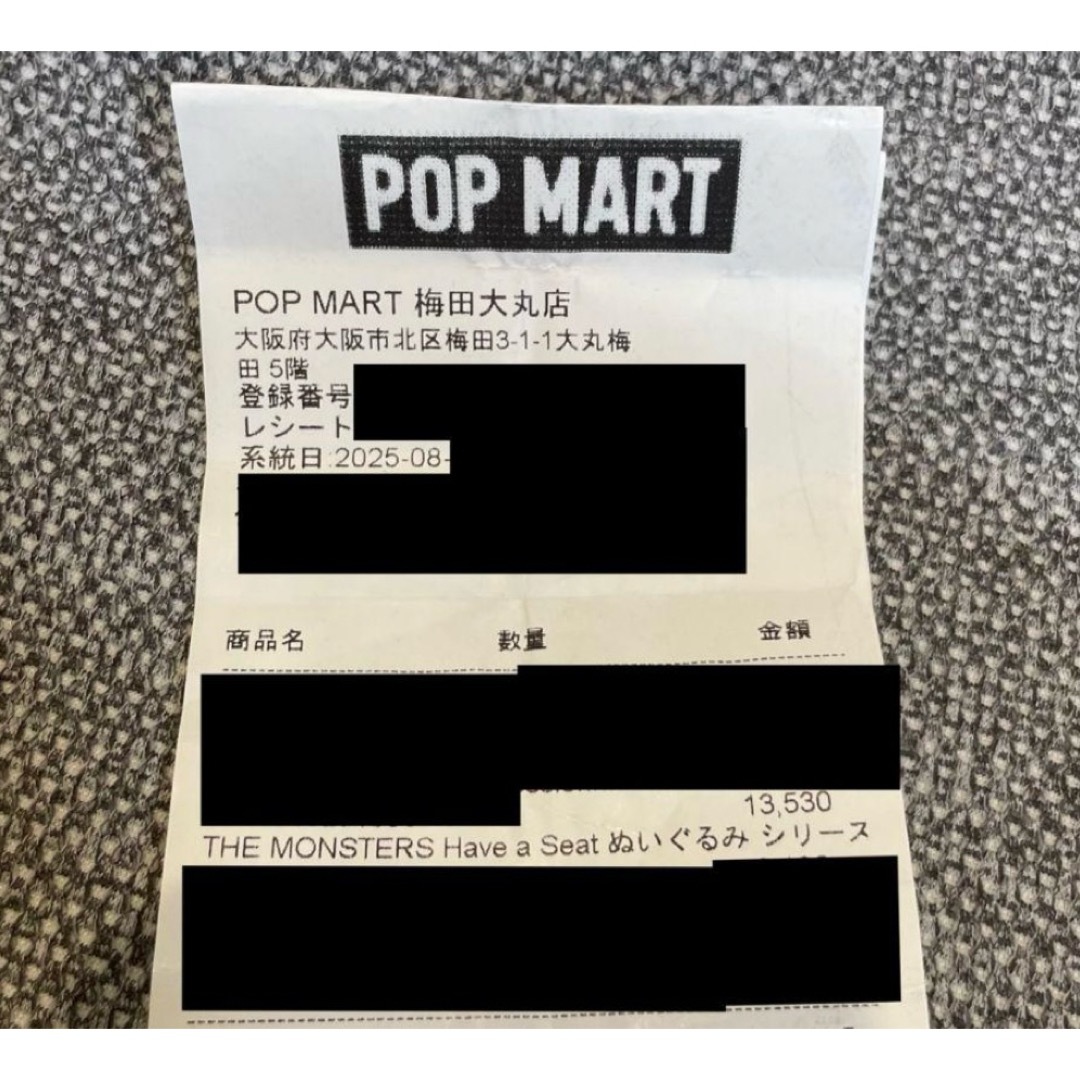 POP MART
POP MART 梅田大丸店
大阪府大阪市北区梅田3-1-1大丸梅
田 5階
登録番号
レシート
系統日:2025-08-
商品名 数量 金額
13,530
THE MONSTERS Have a Seat ぬいぐるみ シリーズ